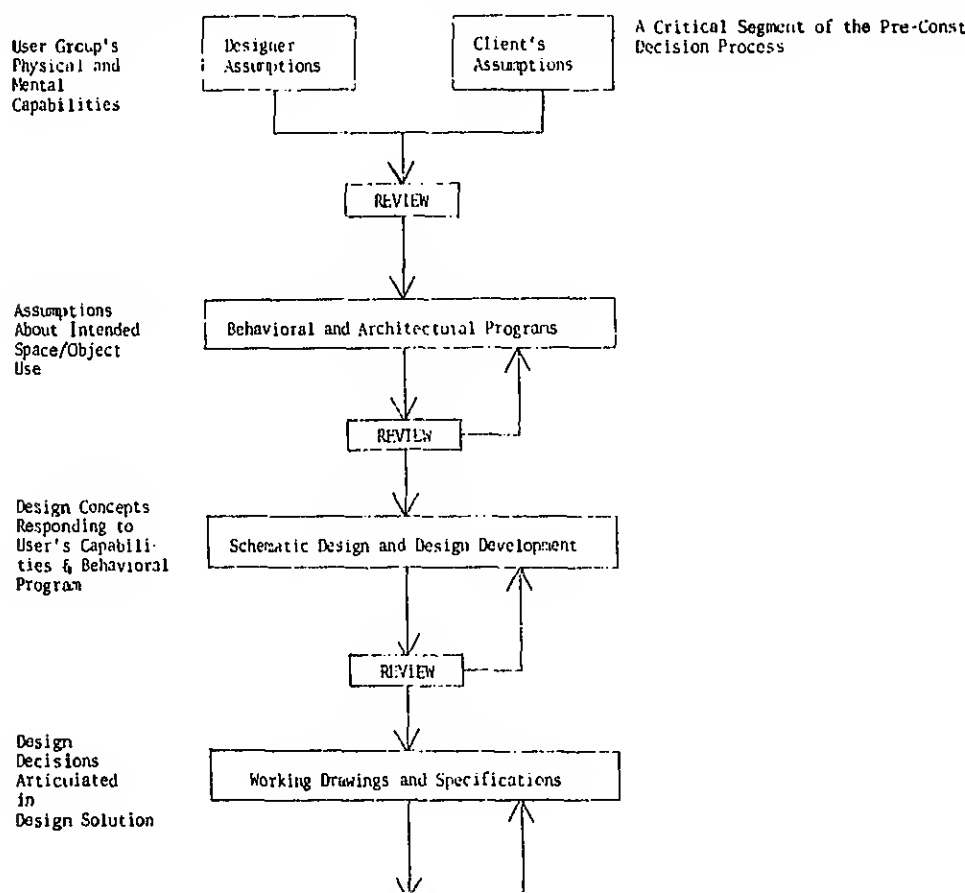 User Group's
Physical and
Mental
Capabilities
Designer
Assumptions
Client's
Assumptions
A Critical Segment of the Pre-Const
Decision Process
REVIEW
Assumptions
About Intended
Space/Object
Use
Behavioral and Architectural Programs
REVIEW
Design Concepts
Responding to
User's Capabili-
ties & Behavioral
Program
Schematic Design and Design Development
REVIEW
Design
Decisions
Articulated
in
Design Solution
Working Drawings and Specifications